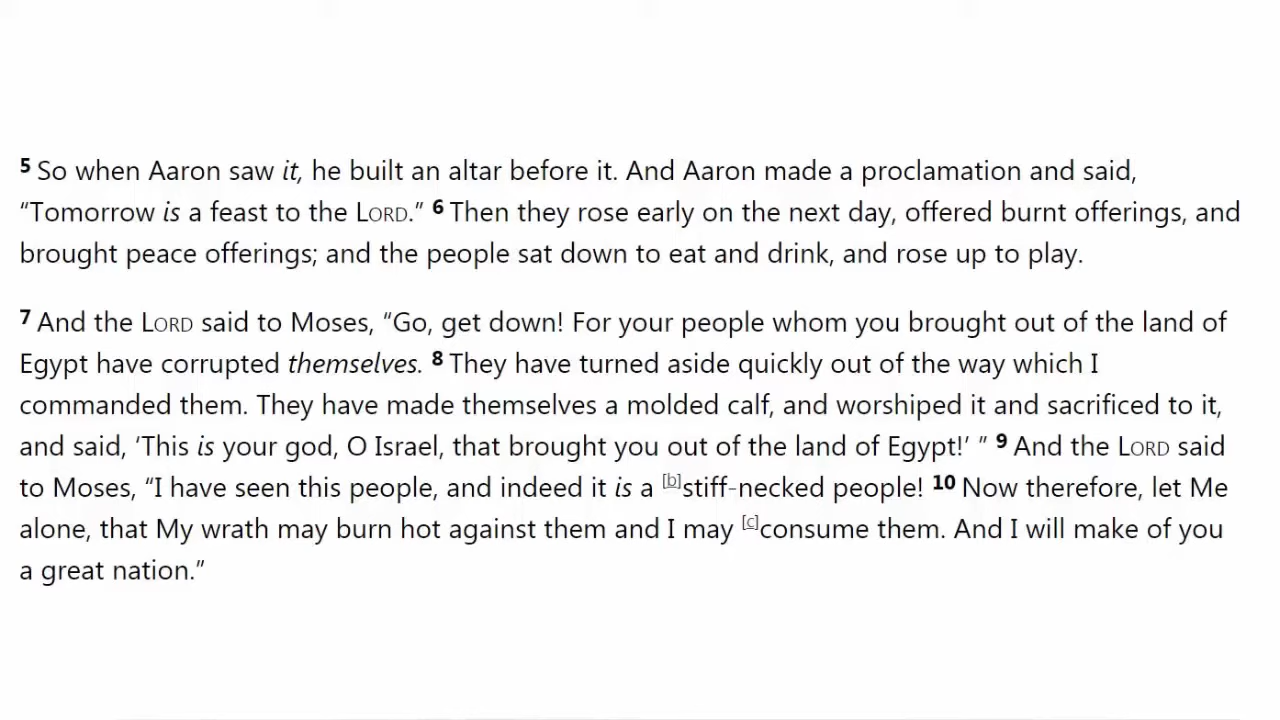 5 So when Aaron saw it, he built an altar before it. And Aaron made a proclamation and said,
“Tomorrow is a feast to the LORD.” 6 Then they rose early on the next day, offered burnt offerings, and
brought peace offerings; and the people sat down to eat and drink, and rose up to play.
7 And the LORD said to Moses, “Go, get down! For your people whom you brought out of the land of
Egypt have corrupted themselves. 8 They have turned aside quickly out of the way which I
commanded them. They have made themselves a molded calf, and worshiped it and sacrificed to it,
and said, ‘This is your god, O Israel, that brought you out of the land of Egypt!’ ” 9 And the LORD said
to Moses, “I have seen this people, and indeed it is a [b]stiff-necked people! 10 Now therefore, let Me
alone, that My wrath may burn hot against them and I may [c]consume them. And I will make of you
a great nation.”